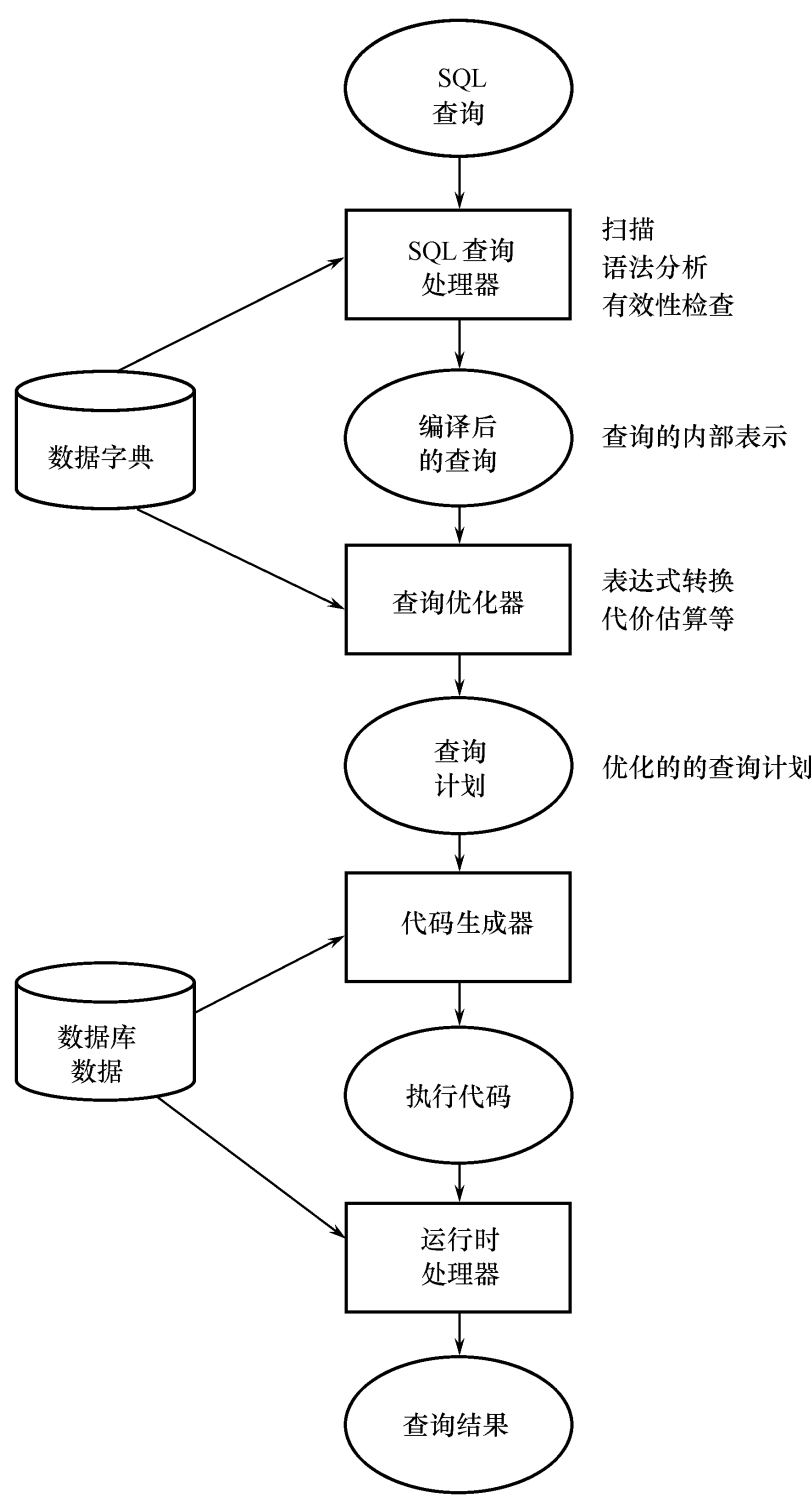 SQL
查询
SQL 查询
处理器
扫描
语法分析
有效性检查
数据字典
编译后
的查询
查询的内部表示
查询优化器
表达式转换
代价估算等
查询
计划
优化的的查询计划
代码生成器
数据库
数据
执行代码
运行时
处理器
查询结果